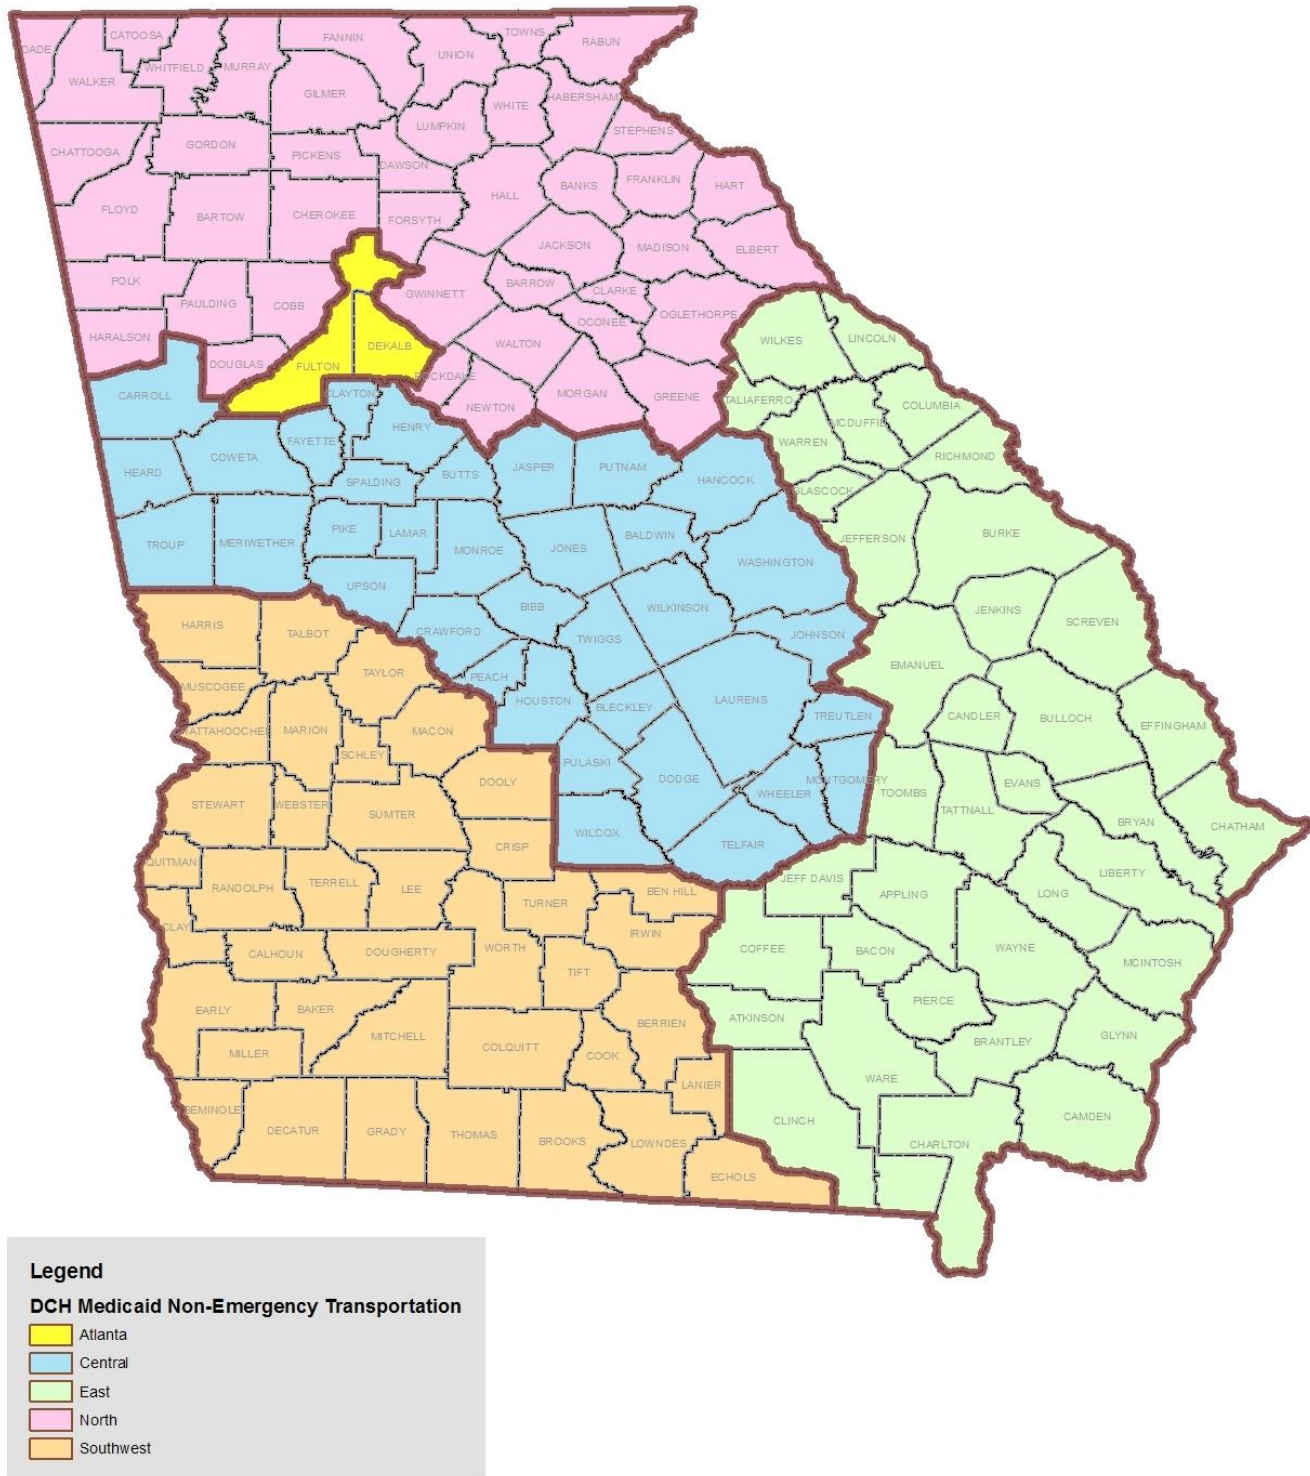 TOWNS
CATOOSA
FANNIN
RABUN
DADE
UNION
WHITFIELD
MURRAY
WALKER
GILMER
HABERSHAM
WHITE
LUMPKIN
STEPHENS
GORDON
CHATTOOGA
PICKENS
DAWSON
FRANKLIN
BANKS
HART
HALL
FLOYD
CHEROKEE
BARTOW
FORSYTH
JACKSON
MADISON
ELBERT
POLK
BARROW
CLARKE
GWINNETT
PAULDING
COBB
OGLETHORPE
OCONEE
HARALSON
WALTON
WILKES
LINCOLN
DEKALB
DOUGLAS
FULTON
ROCKDALE
CARROLL
CLAYTON
MORGAN
GREENE
TALIAFERRO
COLUMBIA
NEWTON
MCDUFFIE
HENRY
FAYETTE
WARREN
COWETA
RICHMOND
HEARD
JASPER
PUTNAM
BUTTS
HANCOCK
SPALDING
GLASCOCK
PIKE
LAMAR
BALDWIN
BURKE
JEFFERSON
TROUP
MERIWETHER
JONES
MONROE
WASHINGTON
UPSON
BIBB
WILKINSON
JENKINS
SCREVEN
HARRIS
TALBOT
CRAWFORD
TWIGGS
JOHNSON
EMANUEL
TAYLOR
PEACH
MUSCOGEE
HOUSTON
LAURENS
BLECKLEY
TREUTLEN
CANDLER
BULLOCH
EFFINGHAM
CHATTAHOOCHEE
MARION
MACON
SCHLEY
PULASKI
DODGE
MONTGOMERY
DOOLY
EVANS
WHEELER
TOOMBS
STEWART
WEBSTER
SUMTER
TATTNALL
BRYAN
CHATHAM
WILCOX
TELFAIR
CRISP
QUITMAN
RANDOLPH
TERRELL
LEE
JEFF DAVIS
LIBERTY
BEN HILL
APPLING
LONG
TURNER
CLAY
IRWIN
CALHOUN
DOUGHERTY
WORTH
COFFEE
BACON
WAYNE
MCINTOSH
TIFT
PIERCE
EARLY
BAKER
ATKINSON
BERRIEN
MITCHELL
GLYNN
BRANTLEY
COLQUITT
MILLER
COOK
WARE
LANIER
SEMINOLE
CAMDEN
CLINCH
DECATUR
GRADY
THOMAS
BROOKS
LOWNDES
CHARLTON
ECHOLS
Legend
DCH Medicaid Non-Emergency Transportation
Atlanta
Central
East
North
Southwest